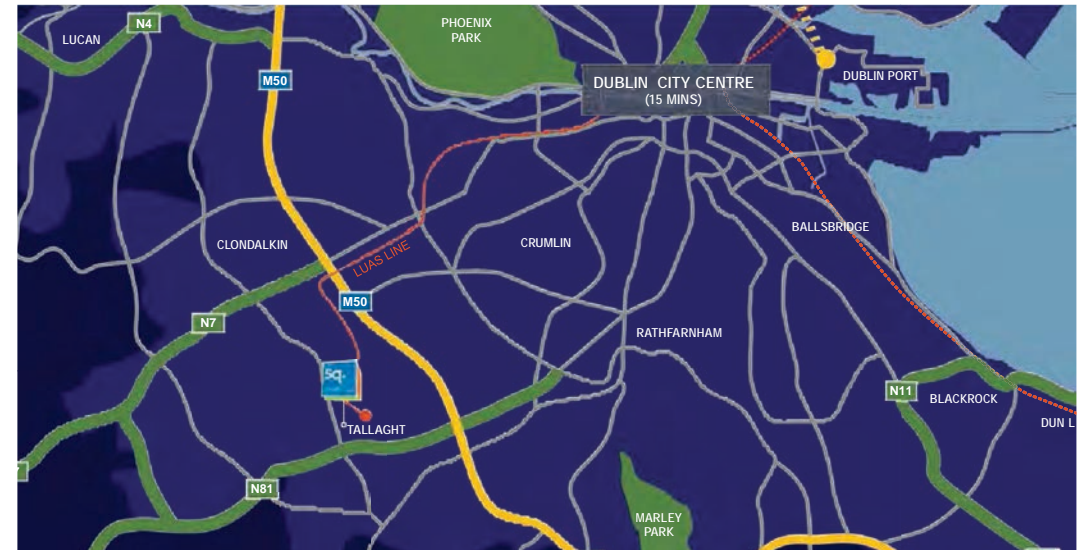 N4
LUCAN
PHOENIX
PARK
M50
DUBLIN CITY CENTRE
(15 MINS)
DUBLIN PORT
BALLSBRIDGE
CLONDALKIN
CRUMLIN
LUAS LINE
M50
N7
RATHFARNHAM
Sq.
N11
BLACKROCK
TALLAGHT
DUN L
N81
MARLEY
PARK